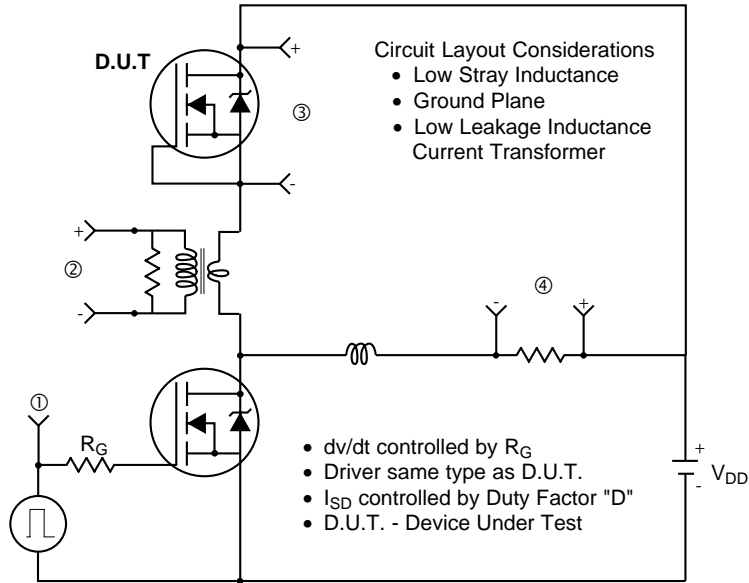 D.U.T
+
Circuit Layout Considerations
• Low Stray Inductance
• Ground Plane
• Low Leakage Inductance
Current Transformer
③
-
+
②
-
④
-
+
①
R_G
• dv/dt controlled by R_G
• Driver same type as D.U.T.
• I_SD controlled by Duty Factor "D"
• D.U.T. - Device Under Test
+
V_DD
-